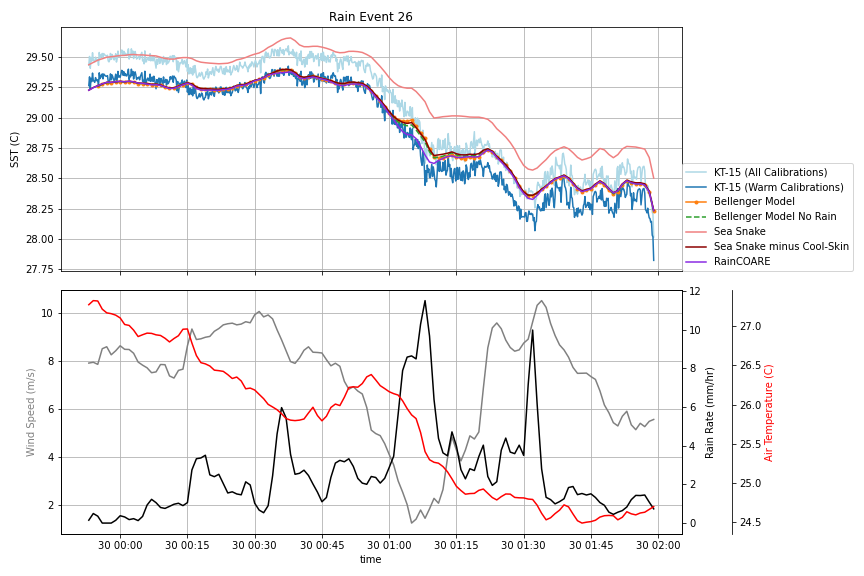 Rain Event 26
SST (C)
29.50
29.25
29.00
28.75
28.50
28.25
28.00
27.75
KT-15 (All Calibrations)
KT-15 (Warm Calibrations)
Bellenger Model
Bellenger Model No Rain
Sea Snake
Sea Snake minus Cool-Skin
RainCOARE
Wind Speed (m/s)
10
8
6
4
2
12
10
8
6
4
2
0
Rain Rate (mm/hr)
27.0
26.5
26.0
25.5
25.0
24.5
Air Temperature (C)
30 00:00
30 00:15
30 00:30
30 00:45
30 01:00
30 01:15
30 01:30
30 01:45
30 02:00
time